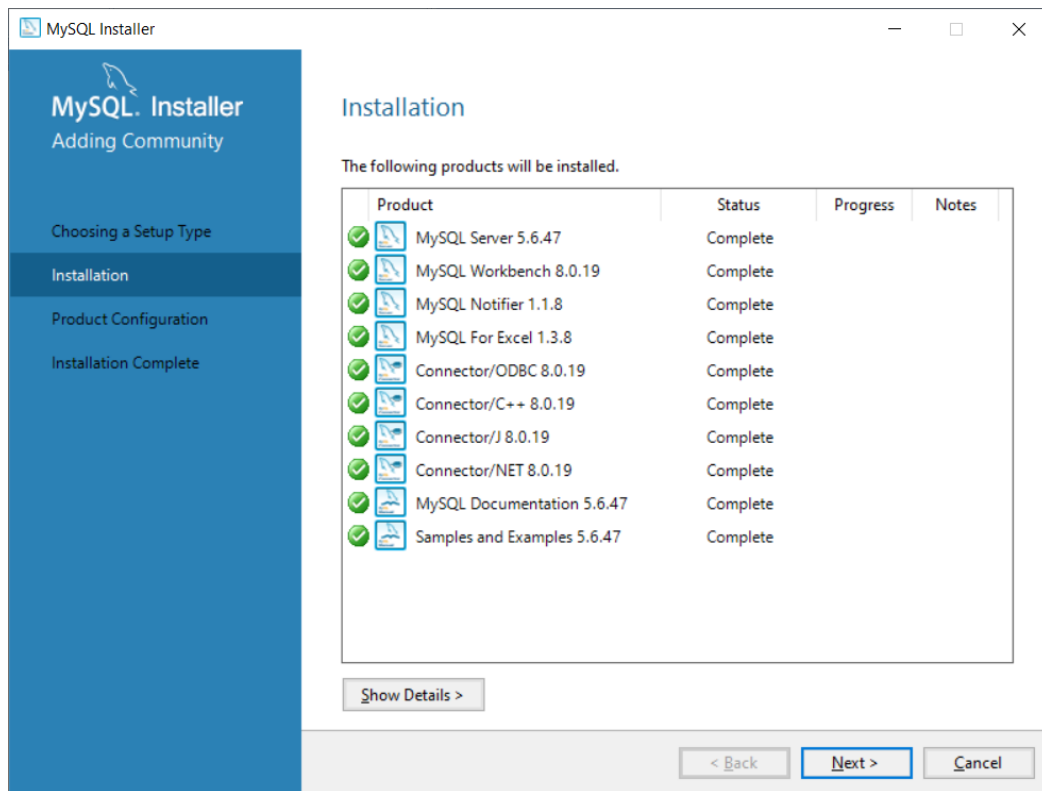 MySQL Installer
MySQL. Installer
Adding Community
Choosing a Setup Type
Installation
Product Configuration
Installation Complete
Installation
The following products will be installed.
Product Status Progress Notes
MySQL Server 5.6.47 Complete
MySQL Workbench 8.0.19 Complete
MySQL Notifier 1.1.8 Complete
MySQL For Excel 1.3.8 Complete
Connector/ODBC 8.0.19 Complete
Connector/C++ 8.0.19 Complete
Connector/J 8.0.19 Complete
Connector/NET 8.0.19 Complete
MySQL Documentation 5.6.47 Complete
Samples and Examples 5.6.47 Complete
Show Details >
< Back Next > Cancel